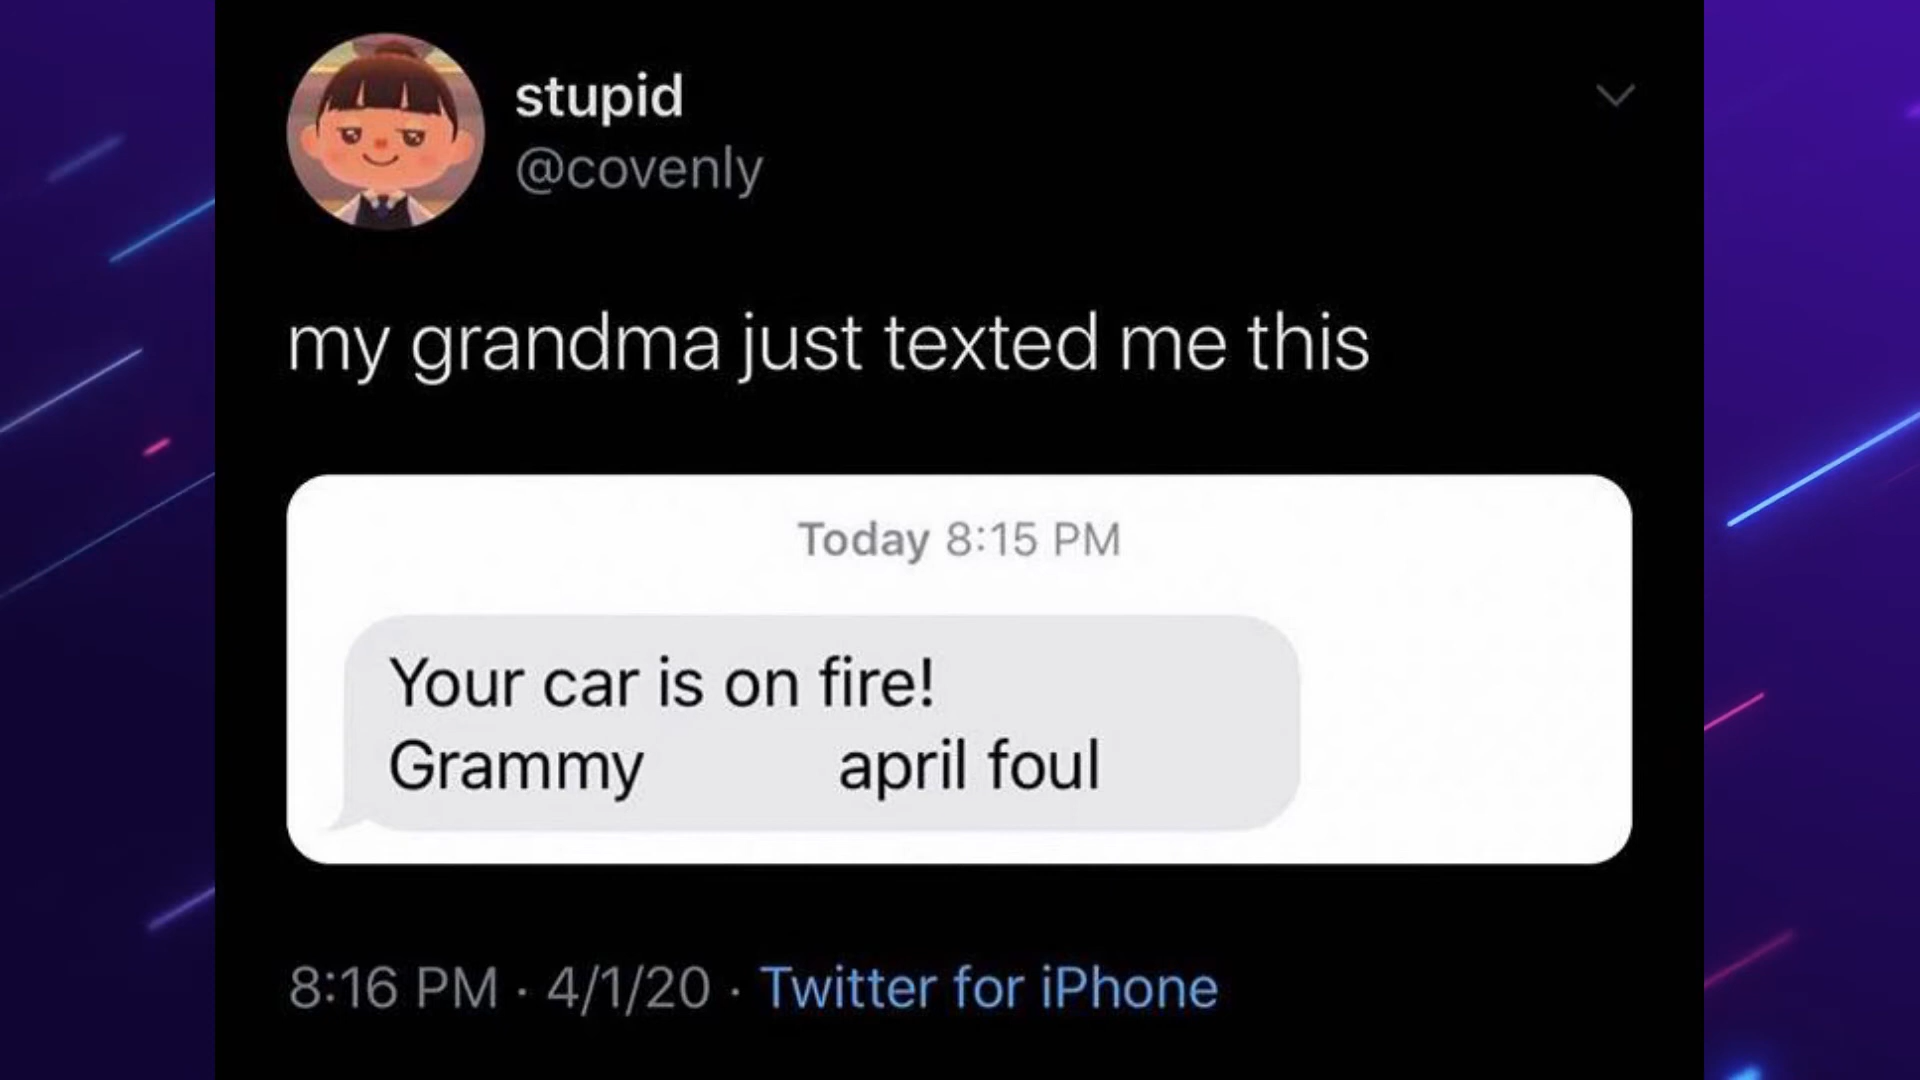 stupid
@covenly
my grandma just texted me this
Today 8:15 PM
Your car is on fire!
Grammy april foul
8:16 PM · 4/1/20 · Twitter for iPhone